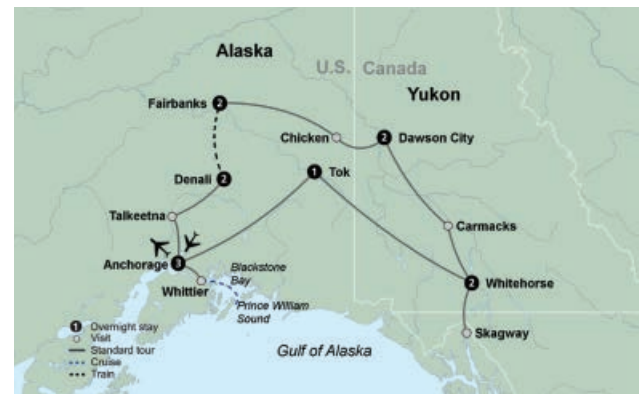 Alaska
U.S. Canada
Yukon
Fairbanks 2
Chicken
2 Dawson City
Denali 2
1 Tok
Talkeetna
Carmacks
Anchorage 3
Blackstone
Bay
Whittier
2 Whitehorse
Prince William
Sound
Skagway
Gulf of Alaska
1 Overnight stay
Visit
Standard tour
Cruise
Train